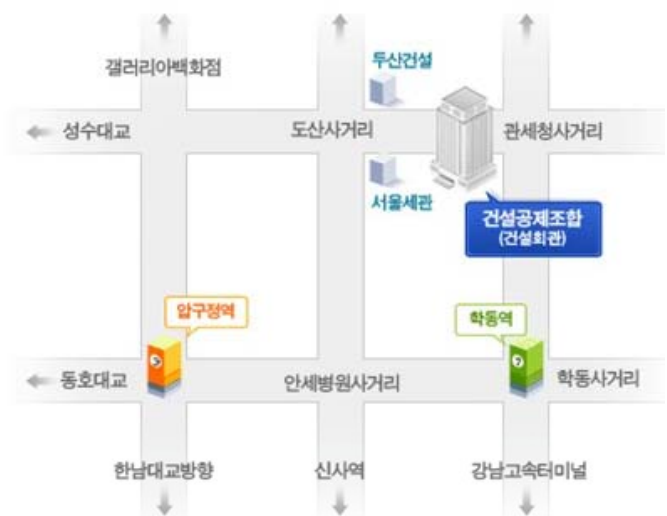 갤러리아백화점
두산건설
성수대교
도산사거리
관세청사거리
서울세관
건설공제조합
(건설회관)
압구정역
학동역
동호대교
안세병원사거리
학동사거리
한남대교방향
신사역
강남고속터미널